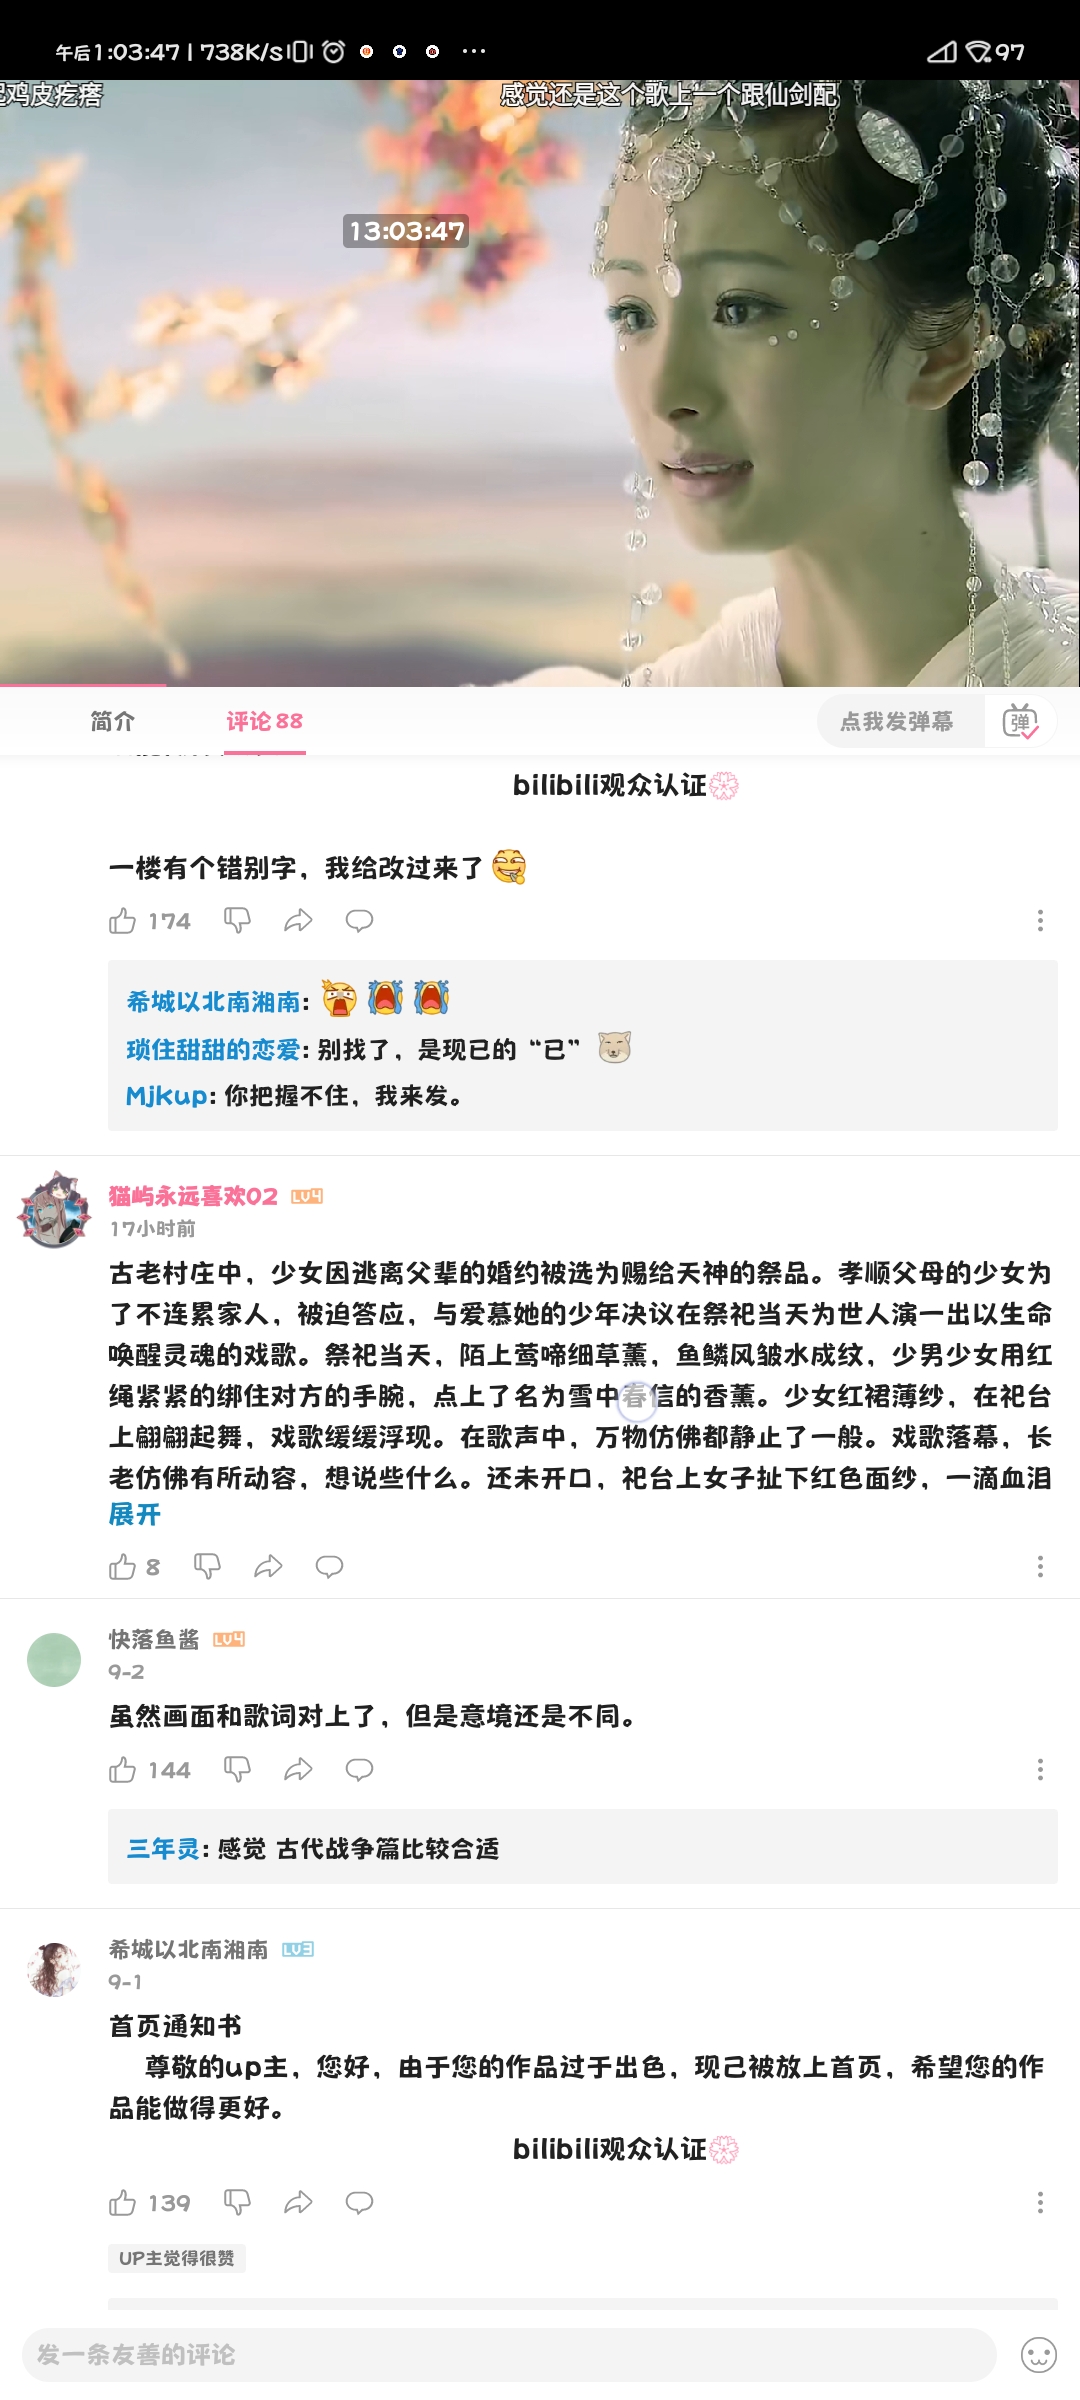 午后1:03:47 | 738K/s
97
鸡皮疙瘩
感觉还是这个歌上一个跟仙剑配
13:03:47
简介
评论 88
点我发弹幕
弹
bilibili观众认证
一楼有个错别字，我给改过来了
174
希城以北南湘南:
琐住甜甜的恋爱: 别找了，是现已的“已”
Mjkup: 你把握不住，我来发。
猫屿永远喜欢02 LV4
17小时前
古老村庄中，少女因逃离父辈的婚约被选为赐给天神的祭品。孝顺父母的少女为
了不连累家人，被迫答应，与爱慕她的少年决议在祭祀当天为世人演一出以生命
唤醒灵魂的戏歌。祭祀当天，陌上莺啼细草薰，鱼鳞风皱水成纹，少男少女用红
绳紧紧的绑住对方的手腕，点上了名为雪中春信的香薰。少女红裙薄纱，在祀台
上翩翩起舞，戏歌缓缓浮现。在歌声中，万物仿佛都静止了一般。戏歌落幕，长
老仿佛有所动容，想说些什么。还未开口，祀台上女子扯下红色面纱，一滴血泪
展开
8
快落鱼酱 LV4
9-2
虽然画面和歌词对上了，但是意境还是不同。
144
三年灵: 感觉 古代战争篇比较合适
希城以北南湘南 LV3
9-1
首页通知书
尊敬的up主，您好，由于您的作品过于出色，现己被放上首页，希望您的作
品能做得更好。
bilibili观众认证
139
UP主觉得很赞
发一条友善的评论